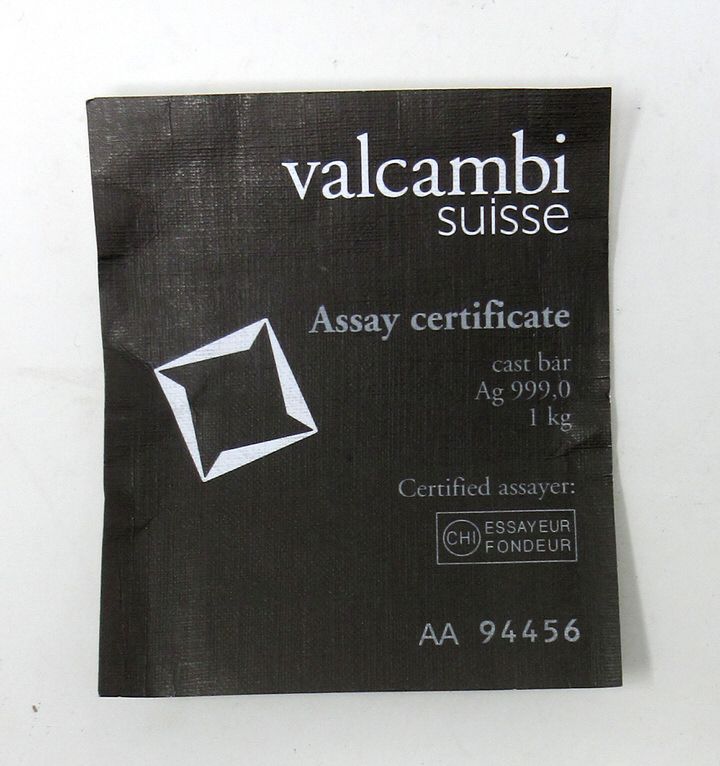 valcambi
suisse
Assay certificate
cast bar
Ag 999,0
1 kg
Certified assayer:
CHI ESSAYEUR
FONDEUR
AA 94456